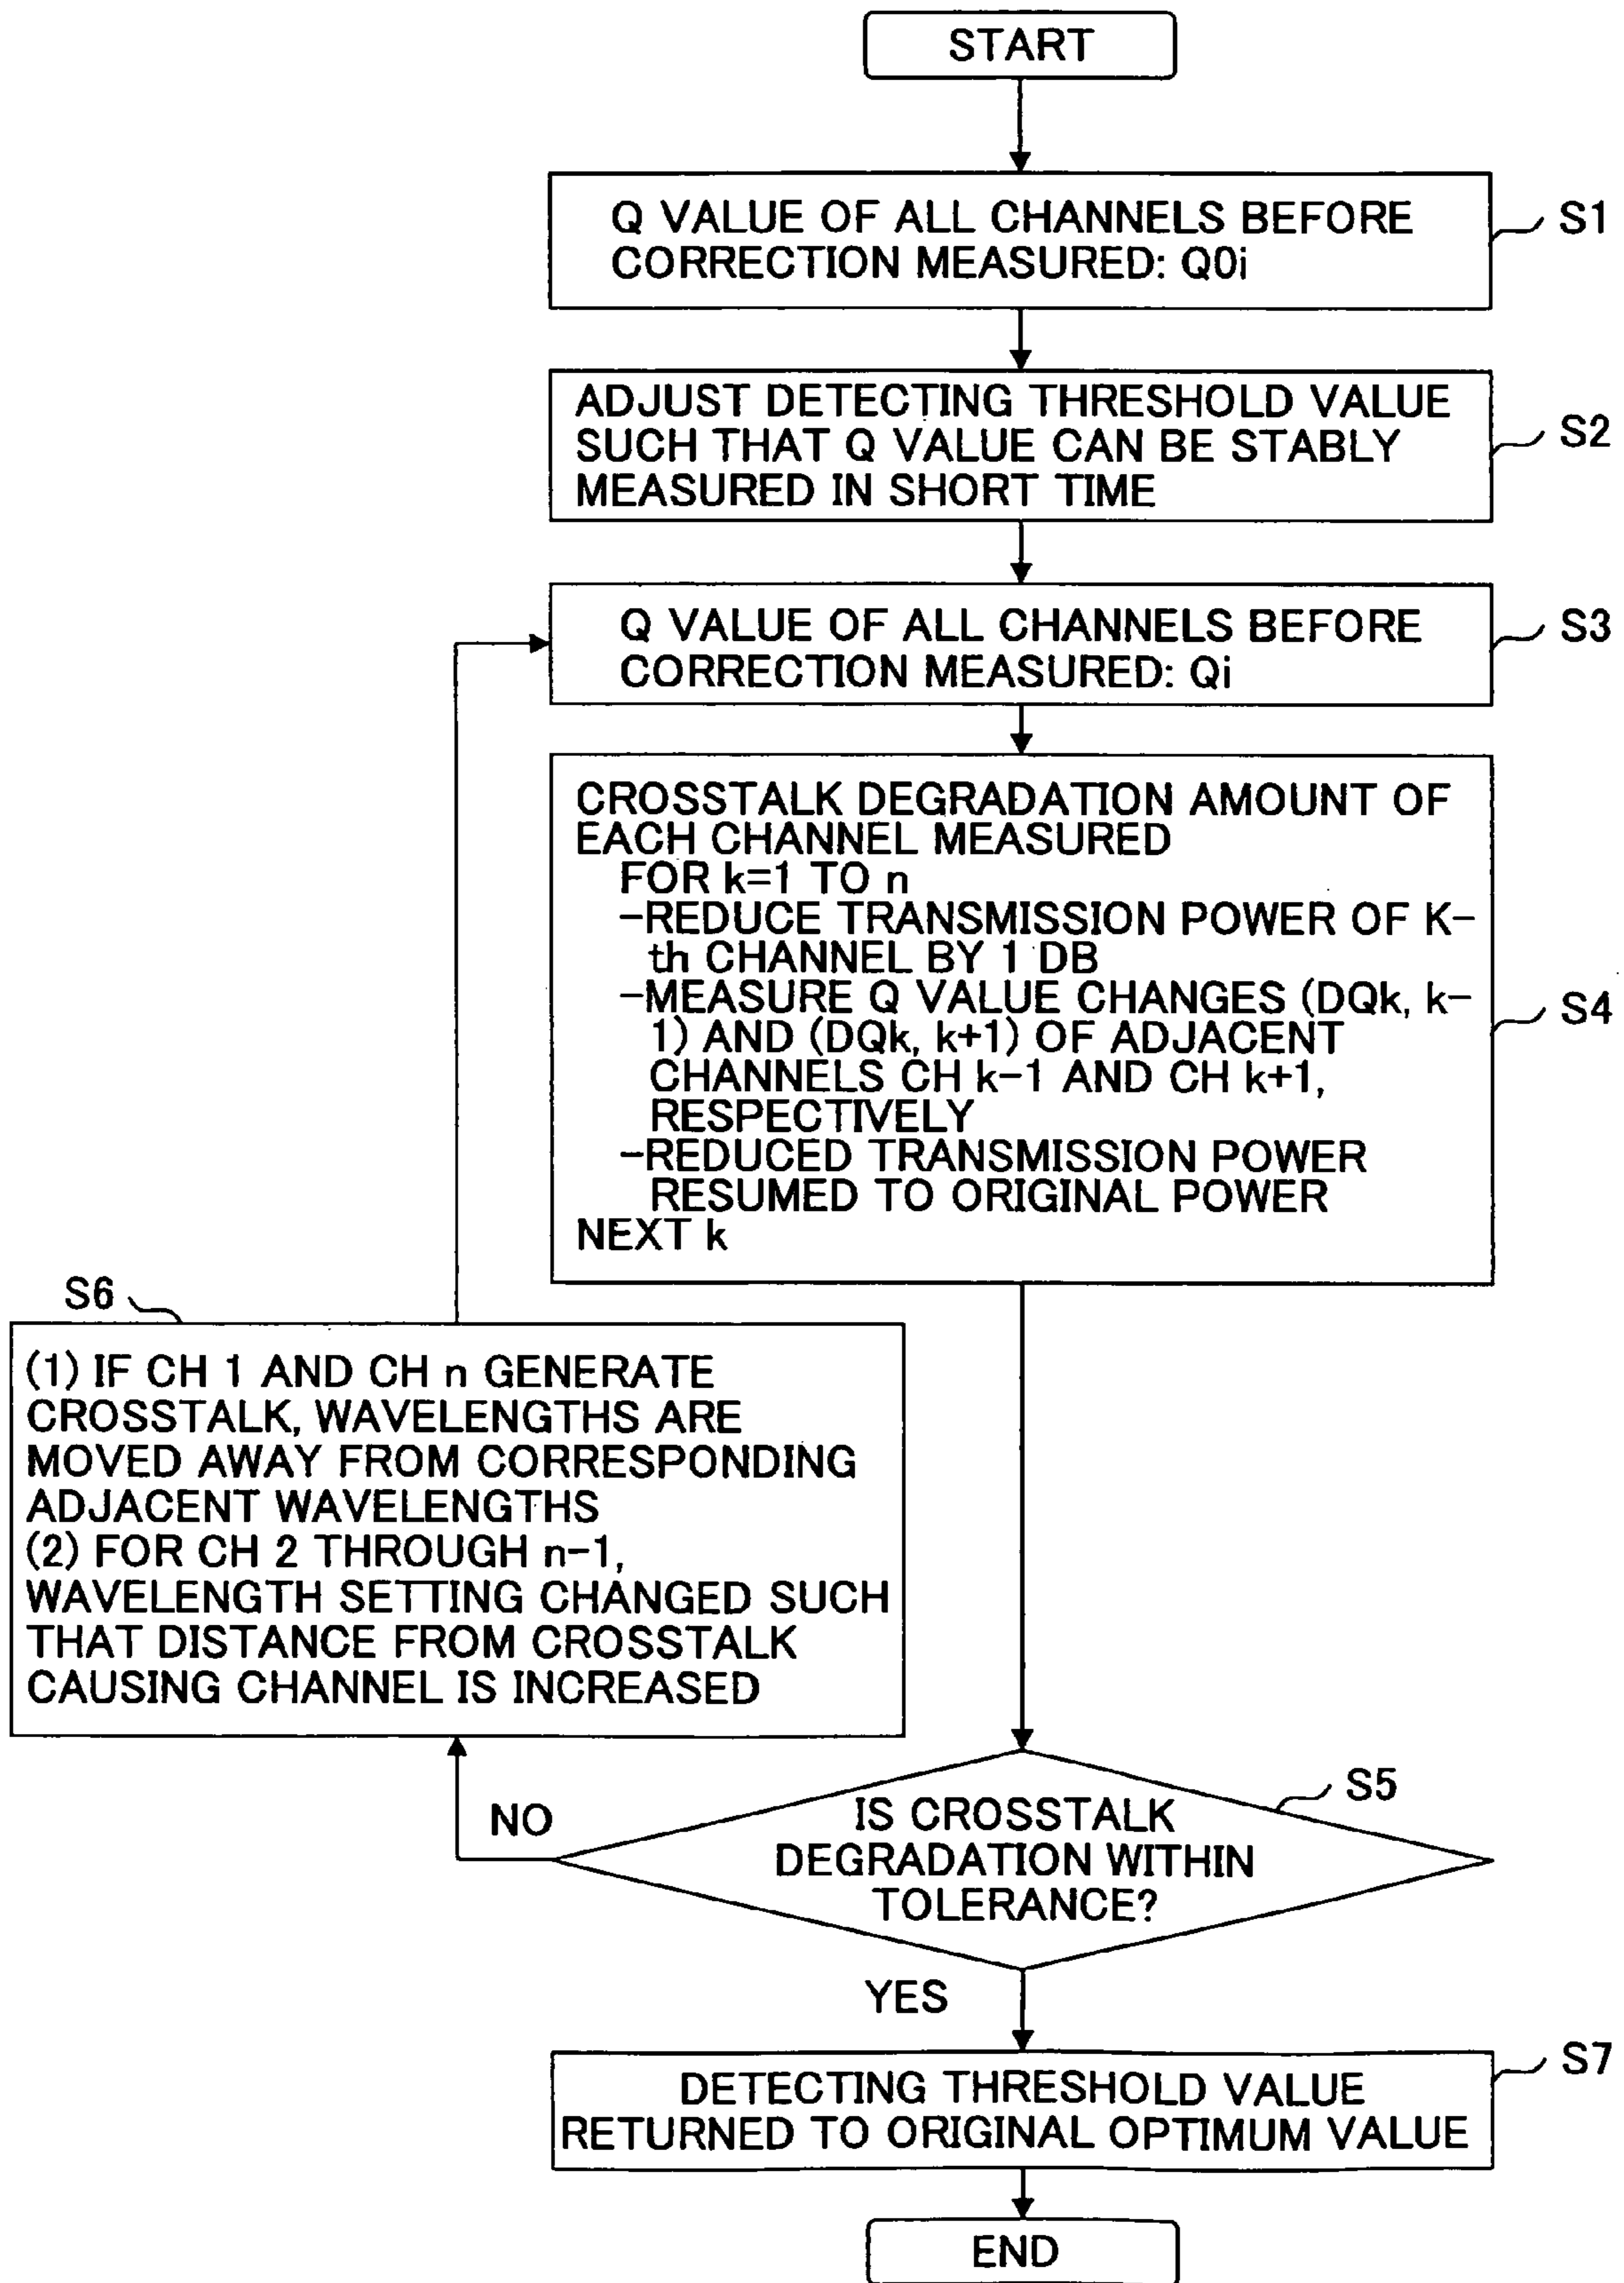 START
Q VALUE OF ALL CHANNELS BEFORE
CORRECTION MEASURED: Q0i
S1
ADJUST DETECTING THRESHOLD VALUE
SUCH THAT Q VALUE CAN BE STABLY
MEASURED IN SHORT TIME
S2
Q VALUE OF ALL CHANNELS BEFORE
CORRECTION MEASURED: Qi
S3
CROSSTALK DEGRADATION AMOUNT OF
EACH CHANNEL MEASURED
FOR k=1 TO n
-REDUCE TRANSMISSION POWER OF K-
th CHANNEL BY 1 DB
-MEASURE Q VALUE CHANGES (DQk, k-
1) AND (DQk, k+1) OF ADJACENT
CHANNELS CH k-1 AND CH k+1,
RESPECTIVELY
-REDUCED TRANSMISSION POWER
RESUMED TO ORIGINAL POWER
NEXT k
S4
S6
(1) IF CH 1 AND CH n GENERATE
CROSSTALK, WAVELENGTHS ARE
MOVED AWAY FROM CORRESPONDING
ADJACENT WAVELENGTHS
(2) FOR CH 2 THROUGH n-1,
WAVELENGTH SETTING CHANGED SUCH
THAT DISTANCE FROM CROSSTALK
CAUSING CHANNEL IS INCREASED
S5
NO
IS CROSSTALK
DEGRADATION WITHIN
TOLERANCE?
YES
S7
DETECTING THRESHOLD VALUE
RETURNED TO ORIGINAL OPTIMUM VALUE
END